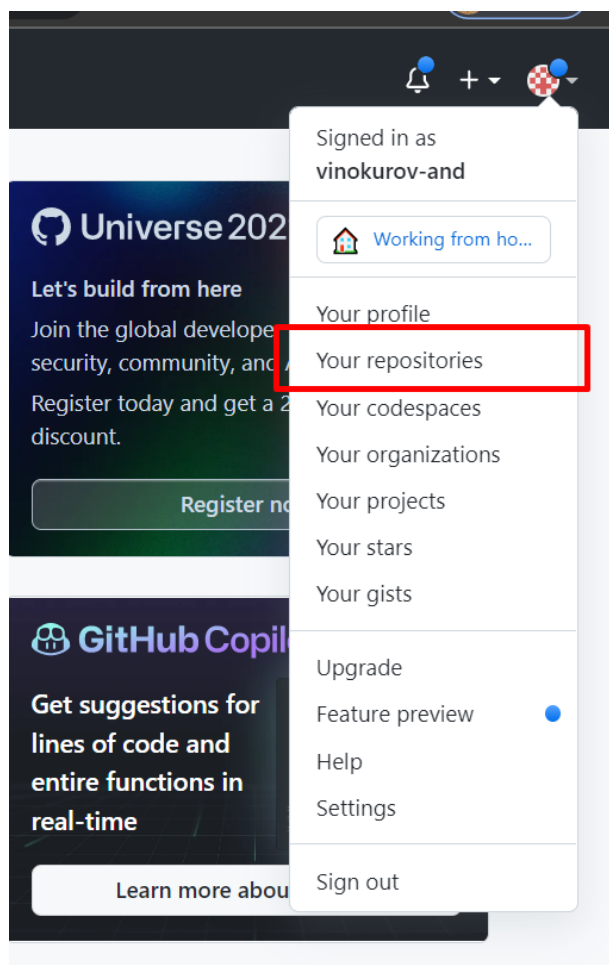 Signed in as
vinokurov-and
Universe 202
Working from ho...
Let's build from here
Join the global develope
security, community, and
Register today and get a 2
discount.
Register no
Your profile
Your repositories
Your codespaces
Your organizations
Your projects
Your stars
Your gists
GitHub Copil
Get suggestions for
lines of code and
entire functions in
real-time
Learn more abou
Upgrade
Feature preview
Help
Settings
Sign out